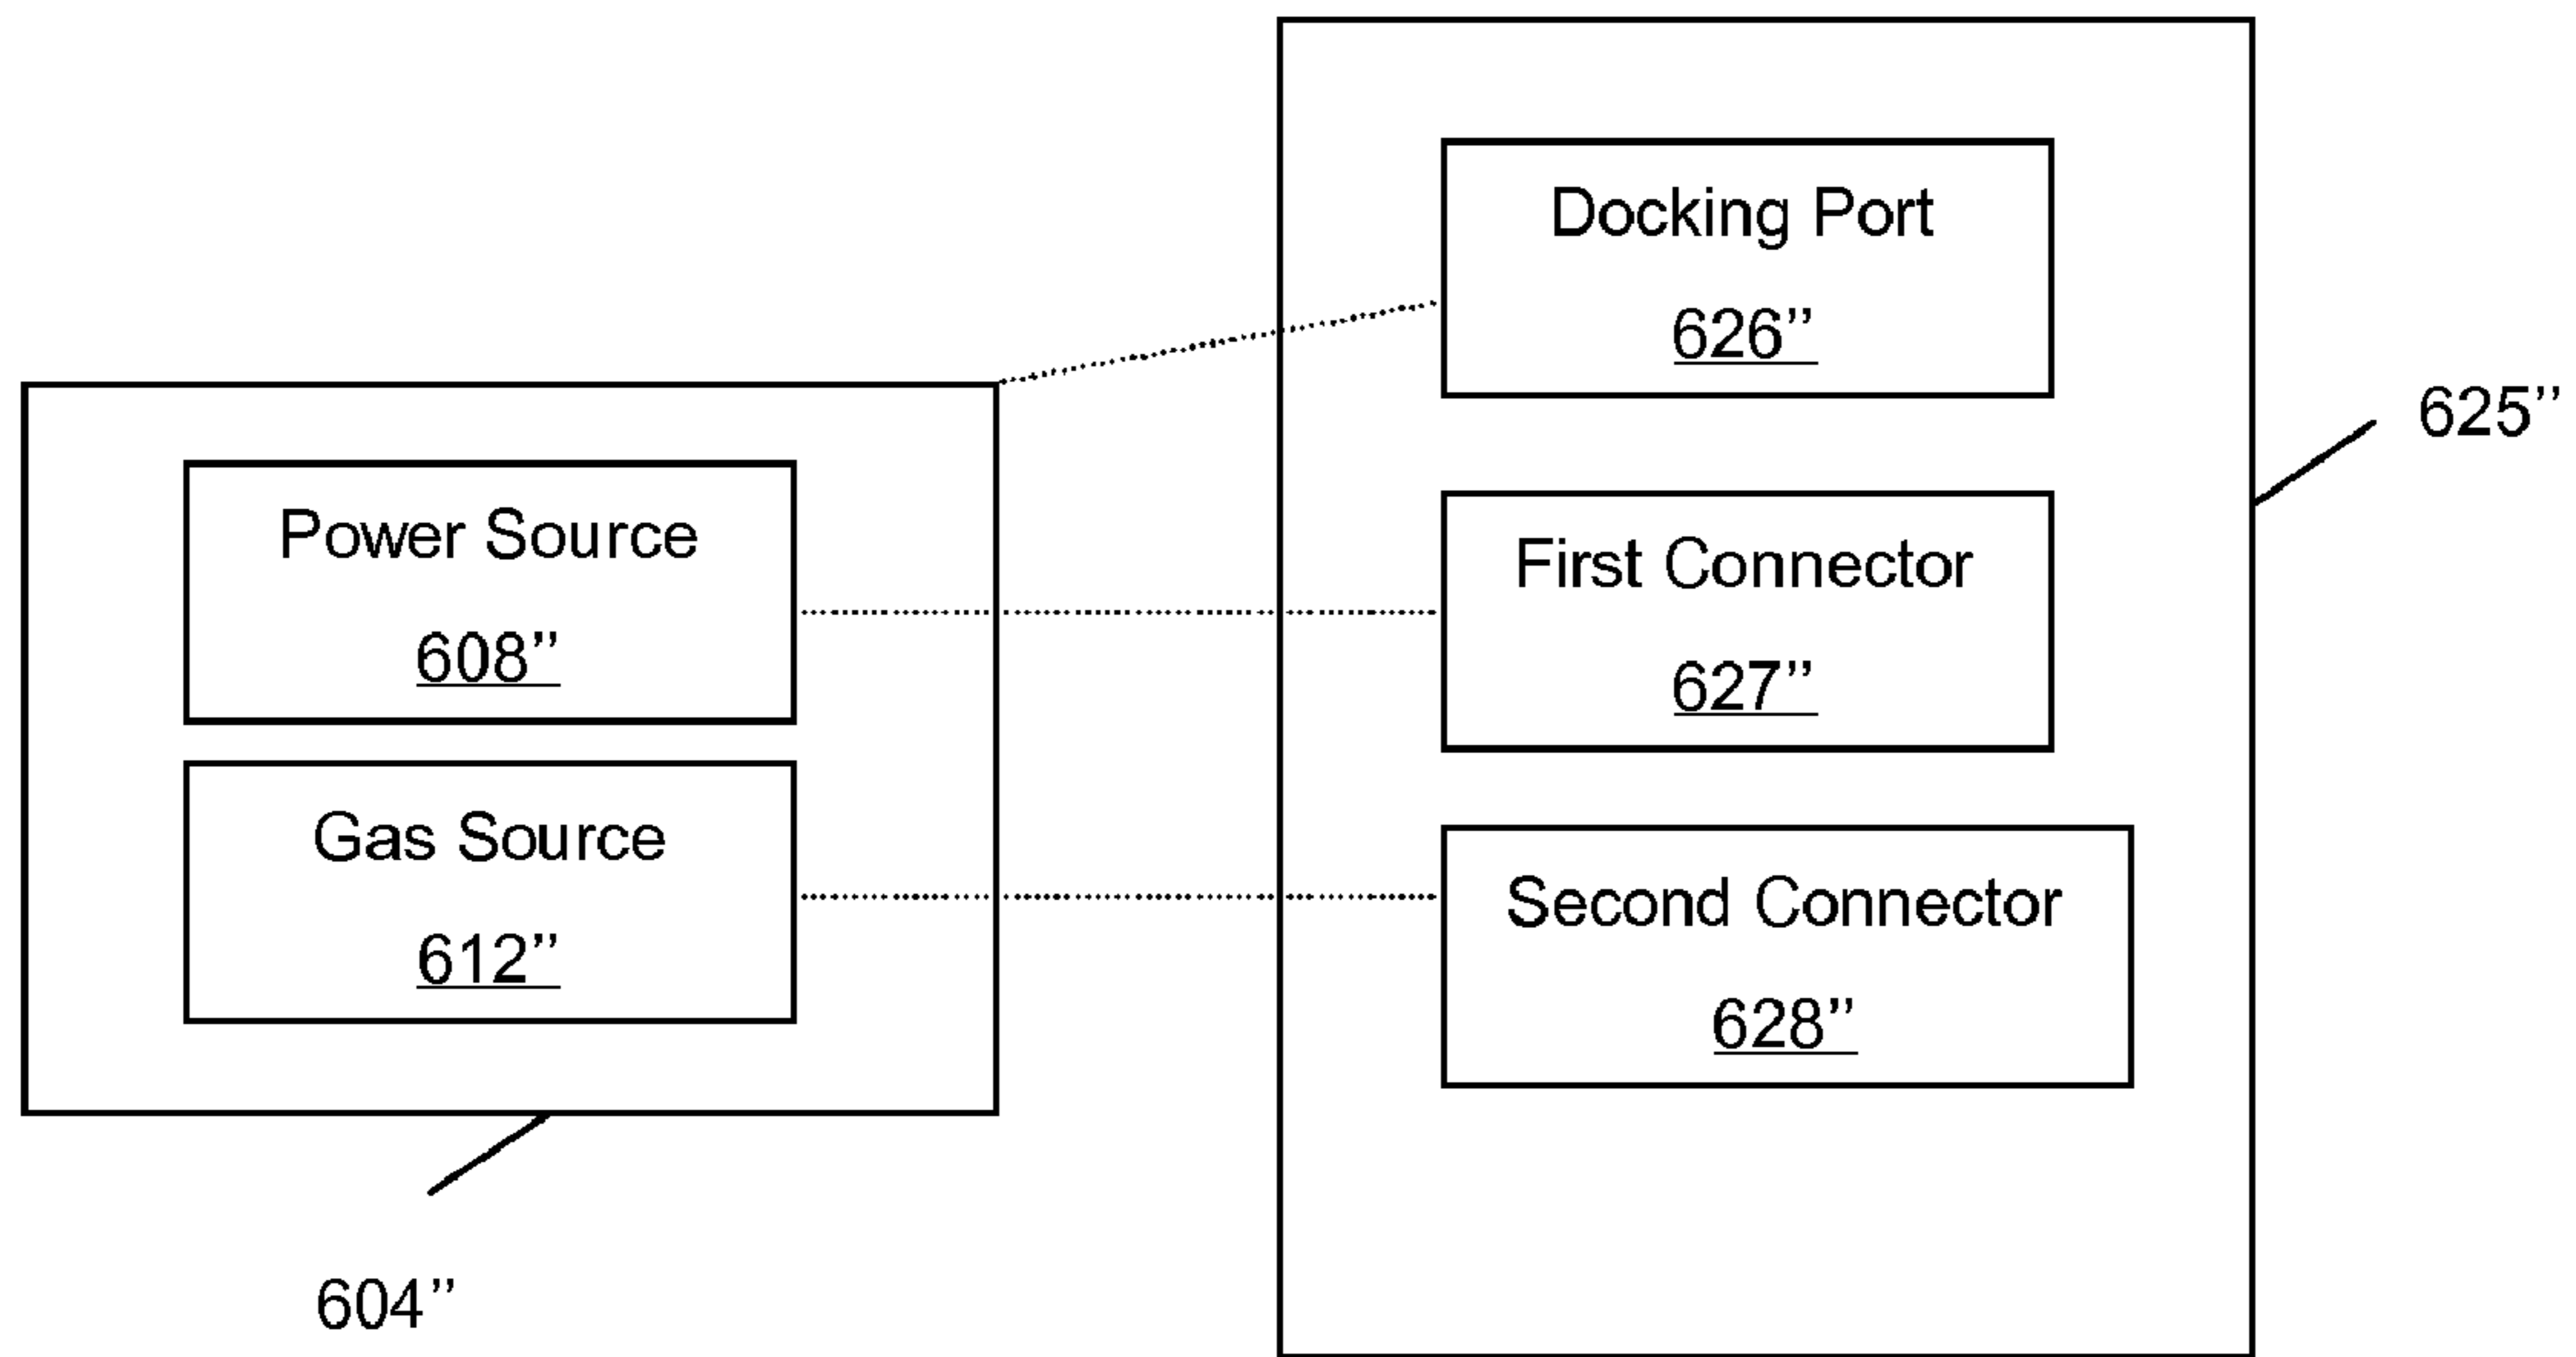 Docking Port
626’’
625’’
Power Source
608’’
First Connector
627’’
Gas Source
612’’
Second Connector
628’’
604’’